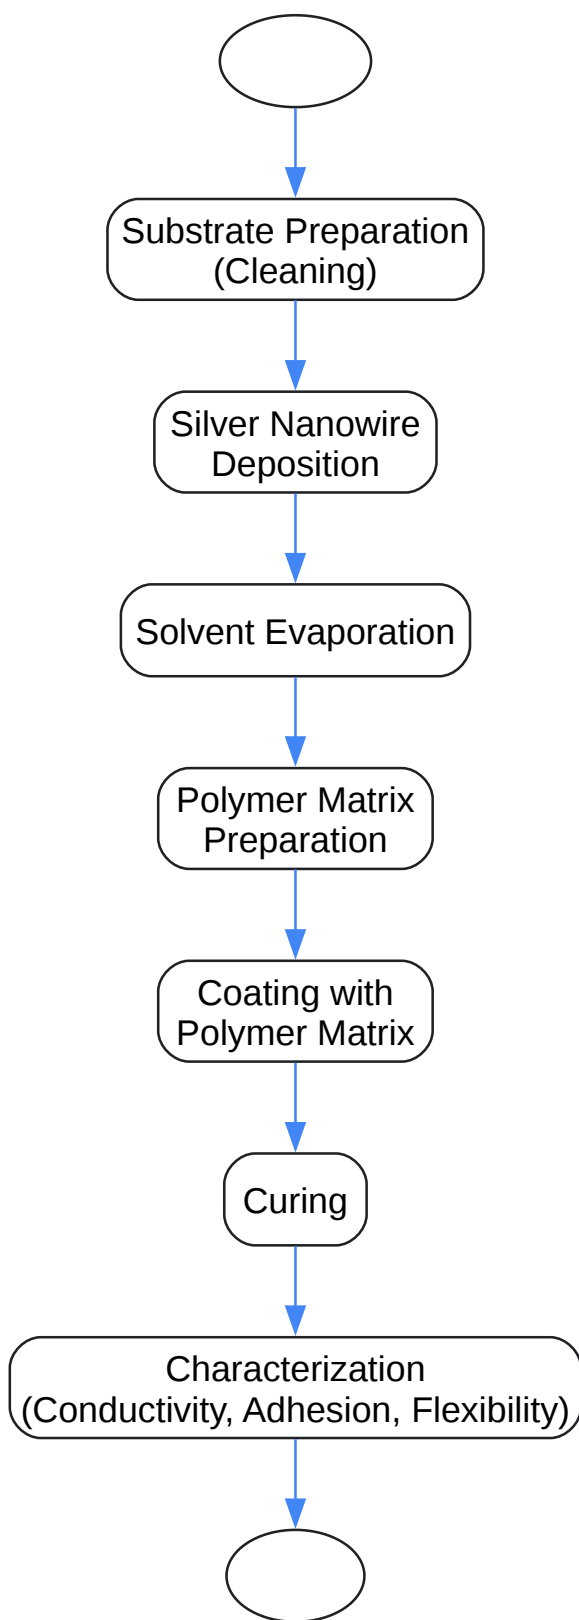 Substrate Preparation
(Cleaning)
Silver Nanowire
Deposition
Solvent Evaporation
Polymer Matrix
Preparation
Coating with
Polymer Matrix
Curing
Characterization
(Conductivity, Adhesion, Flexibility)